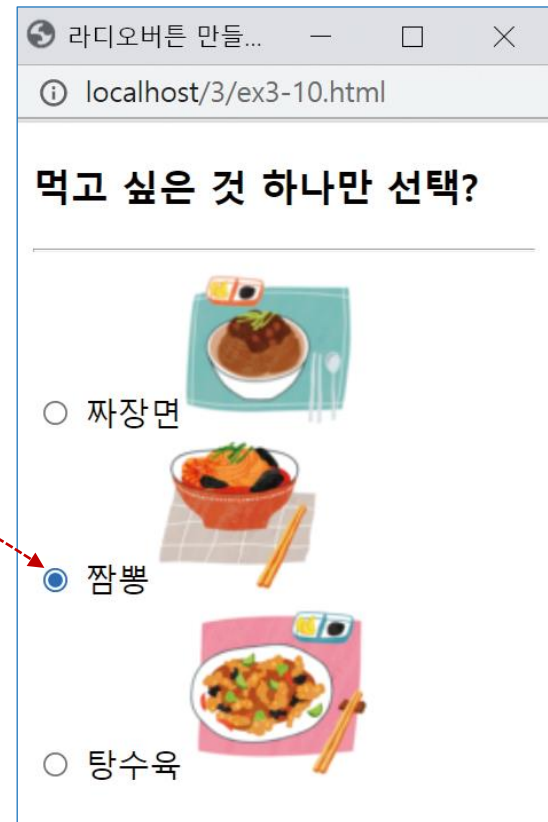 라디오버튼 만들...
localhost/3/ex3-10.html
먹고 싶은 것 하나만 선택?
짜장면
짬뽕
탕수육